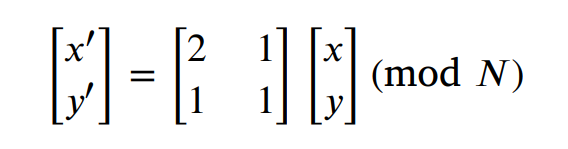 [x′ y′] = [2 1 1 1] [x y] (mod N)